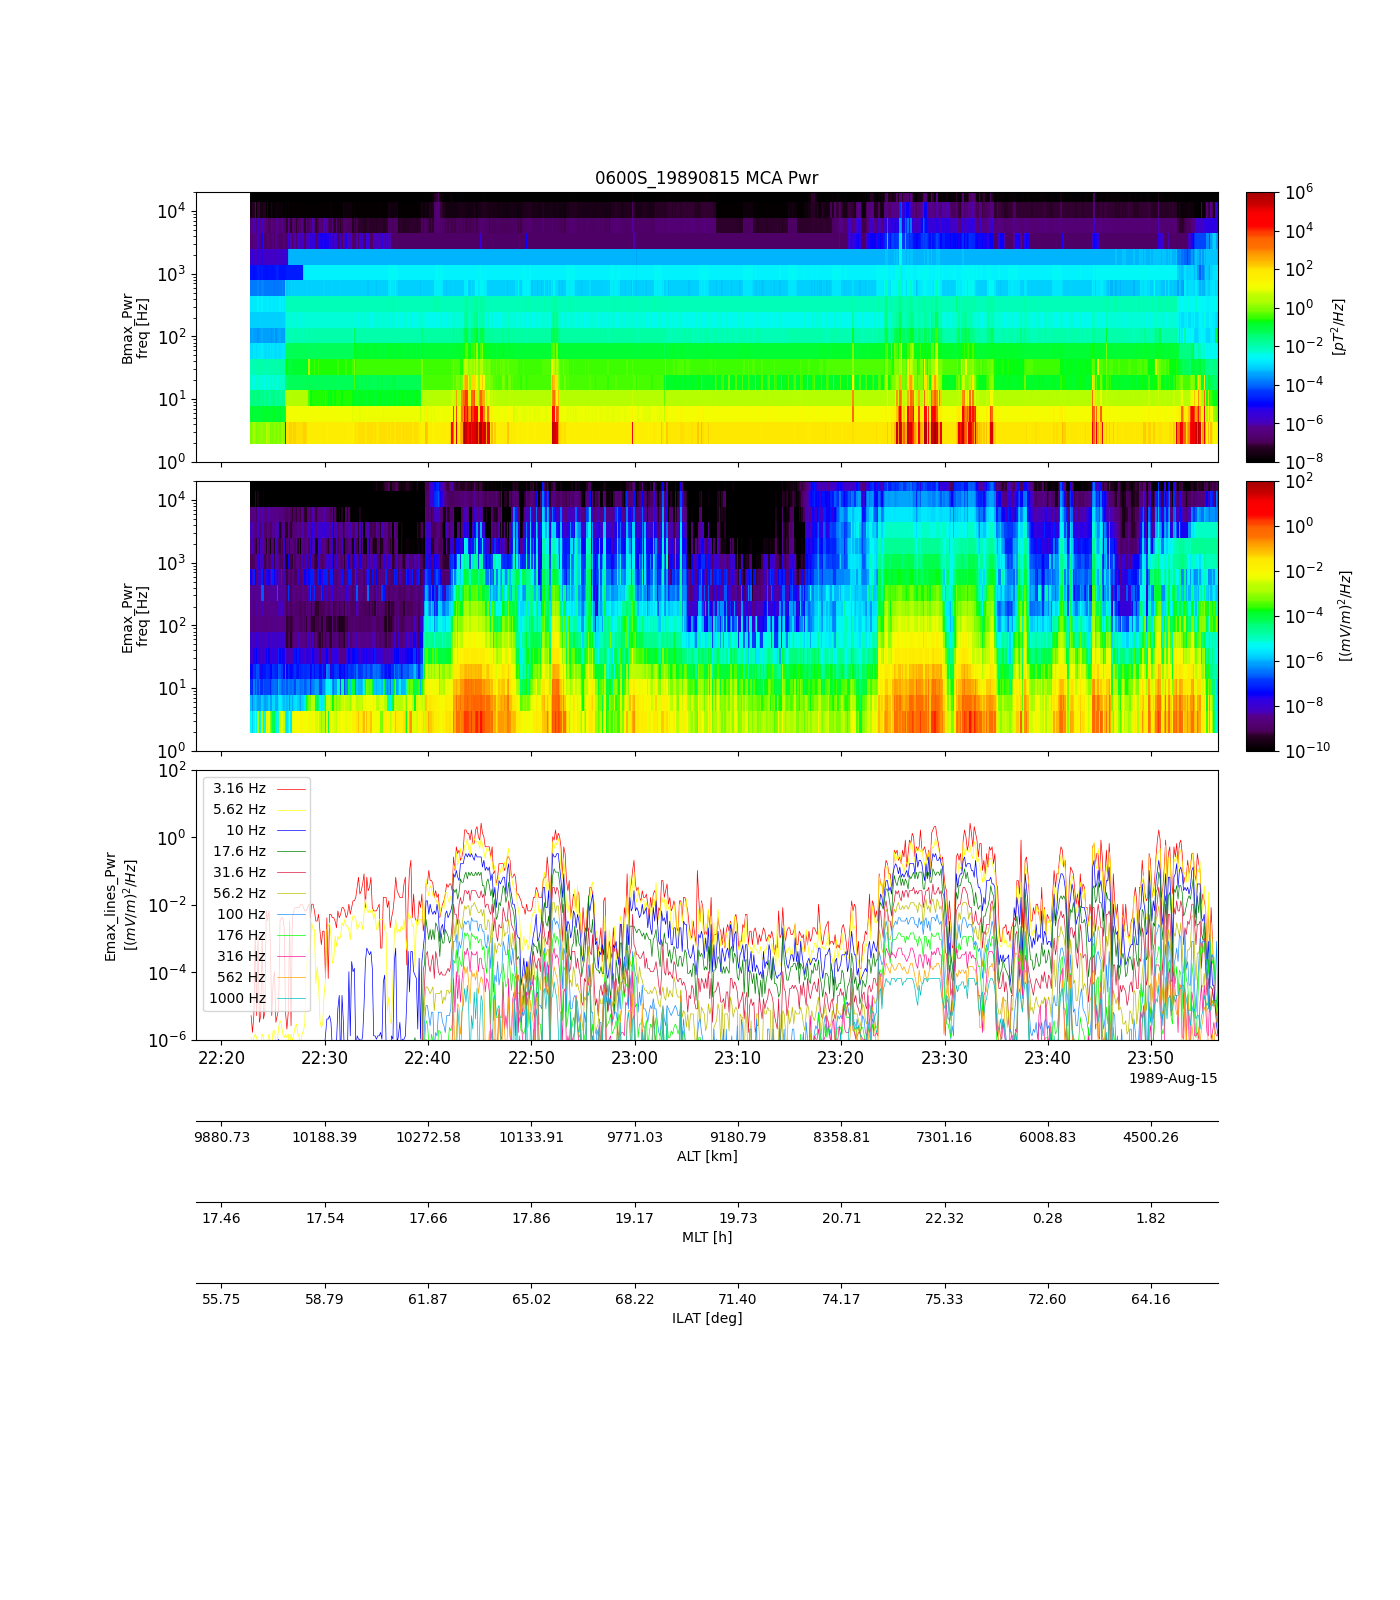 0600S_19890815 MCA Pwr
10^4
10^3
10^2
10^1
10^0
Bmax_Pwr
freq [Hz]
10^6
10^4
10^2
10^0
10^-2
10^-4
10^-6
10^-8
[pT^2/Hz]
10^4
10^3
10^2
10^1
10^0
Emax_Pwr
freq [Hz]
10^2
10^0
10^-2
10^-4
10^-6
10^-8
10^-10
[(mV/m)^2/Hz]
10^2
10^0
10^-2
10^-4
10^-6
Emax_lines_Pwr
[(mV/m)^2/Hz]
3.16 Hz
5.62 Hz
10 Hz
17.6 Hz
31.6 Hz
56.2 Hz
100 Hz
176 Hz
316 Hz
562 Hz
1000 Hz
22:20 22:30 22:40 22:50 23:00 23:10 23:20 23:30 23:40 23:50
1989-Aug-15
9880.73 10188.39 10272.58 10133.91 9771.03 9180.79 8358.81 7301.16 6008.83 4500.26
ALT [km]
17.46 17.54 17.66 17.86 19.17 19.73 20.71 22.32 0.28 1.82
MLT [h]
55.75 58.79 61.87 65.02 68.22 71.40 74.17 75.33 72.60 64.16
ILAT [deg]